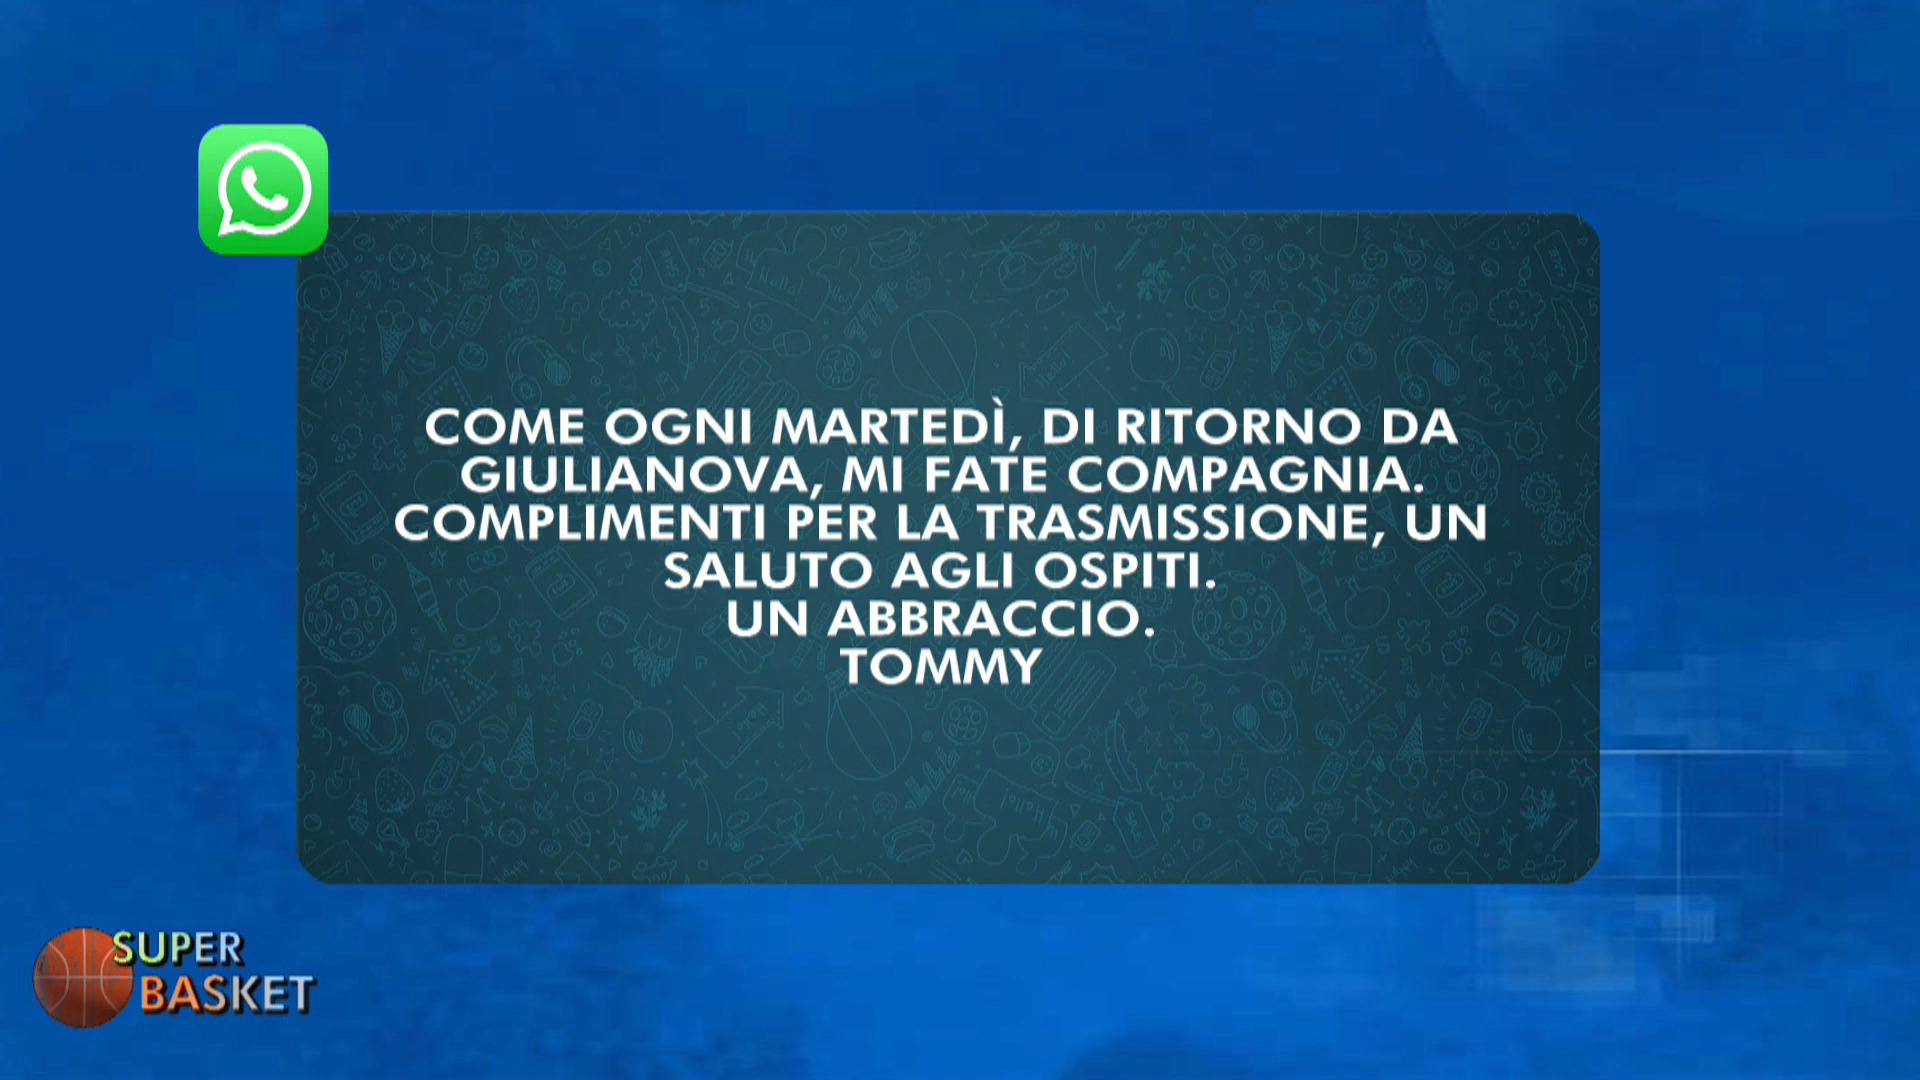 COME OGNI MARTEDÌ, DI RITORNO DA
GIULIANOVA, MI FATE COMPAGNIA.
COMPLIMENTI PER LA TRASMISSIONE, UN
SALUTO AGLI OSPITI.
UN ABBRACCIO.
TOMMY
SUPER
BASKET